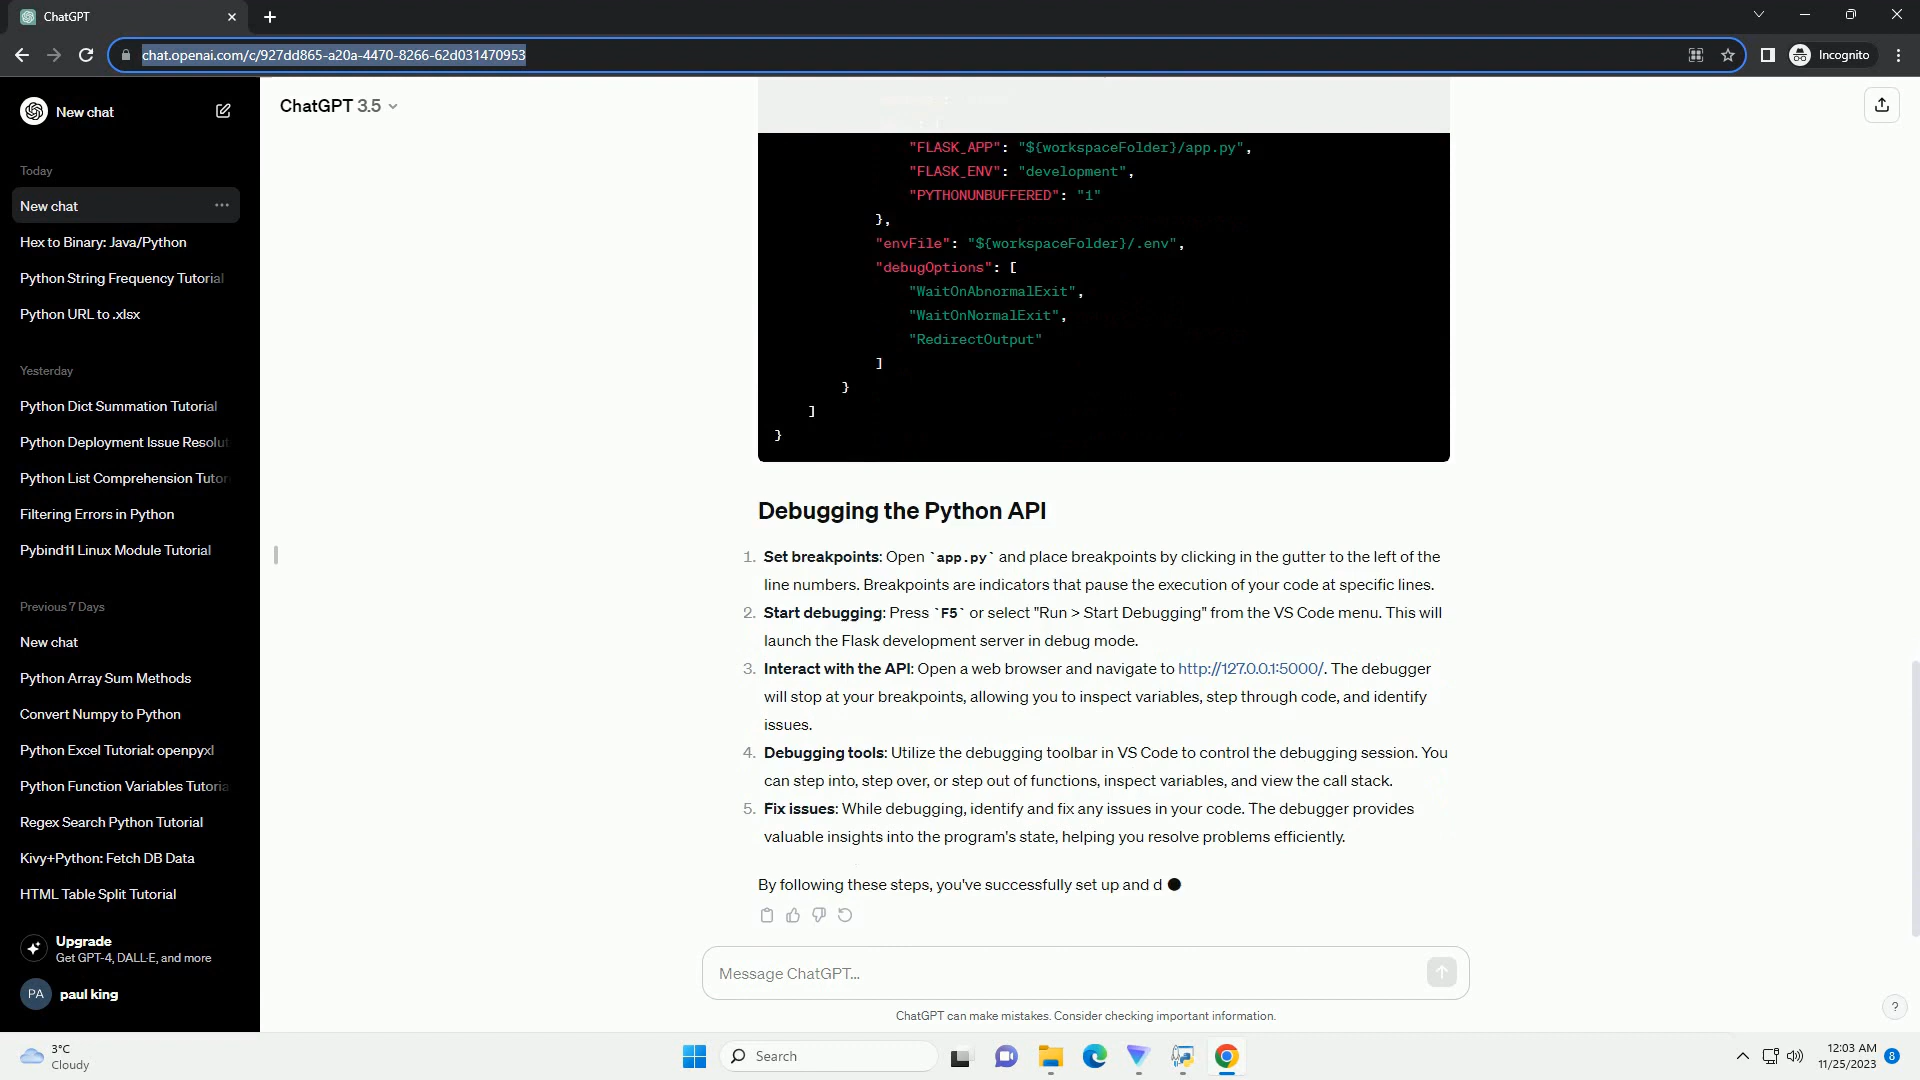 ChatGPT
chat.openai.com/c/927dd865-a20a-4470-8266-62d031470953
Incognito
New chat
Today
New chat
Hex to Binary: Java/Python
Python String Frequency Tutorial
Python URL to .xlsx
Yesterday
Python Dict Summation Tutorial
Python Deployment Issue Resolut
Python List Comprehension Tutor
Filtering Errors in Python
Pybind11 Linux Module Tutorial
Previous 7 Days
New chat
Python Array Sum Methods
Convert Numpy to Python
Python Excel Tutorial: openpyxl
Python Function Variables Tutoria
Regex Search Python Tutorial
Kivy+Python: Fetch DB Data
HTML Table Split Tutorial
Upgrade
Get GPT-4, DALL·E, and more
PA paul king
ChatGPT 3.5
"FLASK_APP": "${workspaceFolder}/app.py",
"FLASK_ENV": "development",
"PYTHONUNBUFFERED": "1"
},
"envFile": "${workspaceFolder}/.env",
"debugOptions": [
"WaitOnAbnormalExit",
"WaitOnNormalExit",
"RedirectOutput"
]
}
]
}
Debugging the Python API
1. Set breakpoints: Open `app.py` and place breakpoints by clicking in the gutter to the left of the
line numbers. Breakpoints are indicators that pause the execution of your code at specific lines.
2. Start debugging: Press `F5` or select "Run > Start Debugging" from the VS Code menu. This will
launch the Flask development server in debug mode.
3. Interact with the API: Open a web browser and navigate to http://127.0.0.1:5000/. The debugger
will stop at your breakpoints, allowing you to inspect variables, step through code, and identify
issues.
4. Debugging tools: Utilize the debugging toolbar in VS Code to control the debugging session. You
can step into, step over, or step out of functions, inspect variables, and view the call stack.
5. Fix issues: While debugging, identify and fix any issues in your code. The debugger provides
valuable insights into the program's state, helping you resolve problems efficiently.
By following these steps, you've successfully set up and d
Message ChatGPT...
ChatGPT can make mistakes. Consider checking important information.
?
3°C
Cloudy
Search
12:03 AM
11/25/2023
8